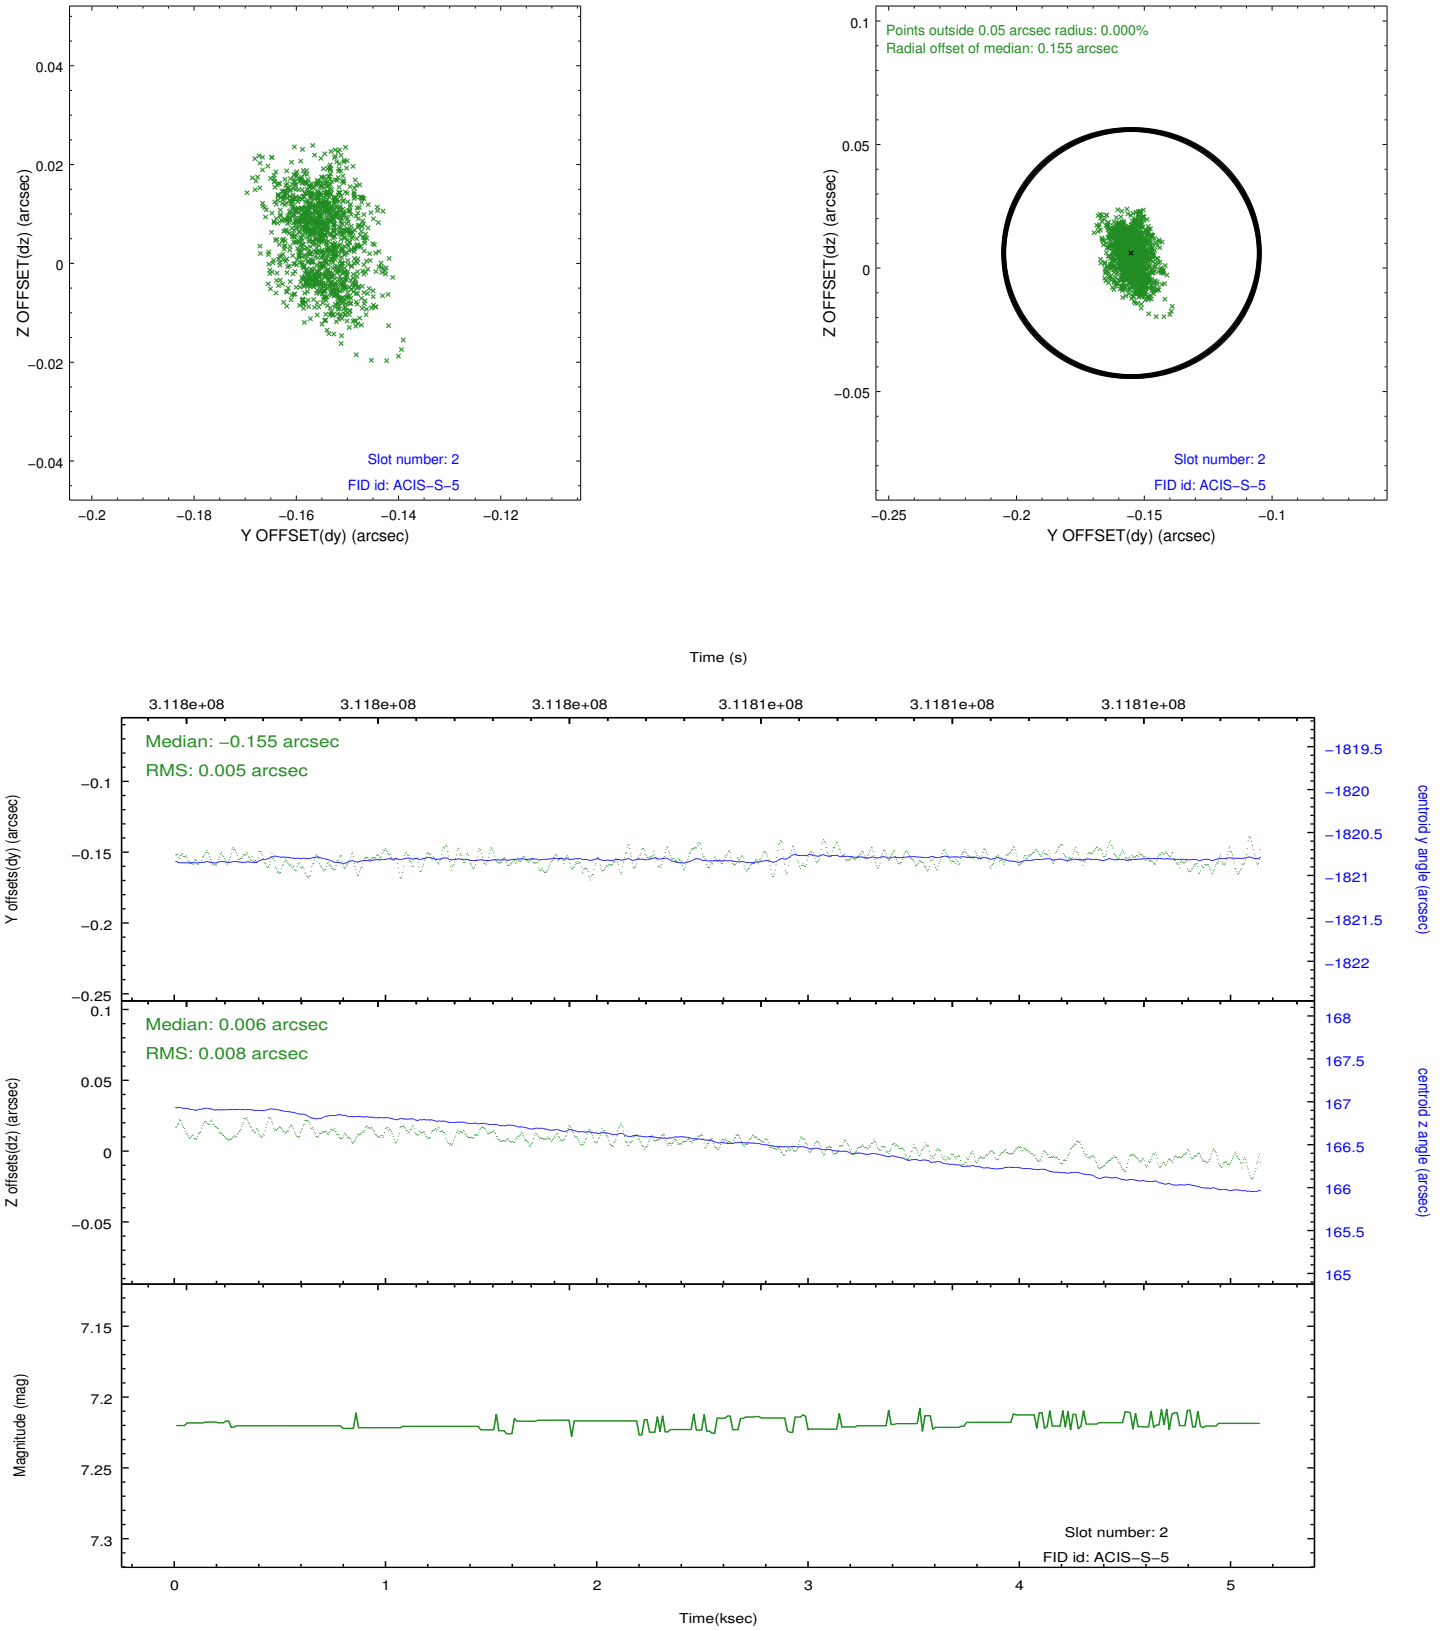 0.04
0.02
0
−0.02
−0.04
Z OFFSET(dz) (arcsec)
−0.2
−0.18
−0.16
−0.14
−0.12
Y OFFSET(dy) (arcsec)
Slot number: 2
FID id: ACIS−S−5
Points outside 0.05 arcsec radius: 0.000%
Radial offset of median: 0.155 arcsec
0.1
0.05
0
−0.05
Z OFFSET(dz) (arcsec)
−0.25
−0.2
−0.15
−0.1
Y OFFSET(dy) (arcsec)
Slot number: 2
FID id: ACIS−S−5
Time (s)
3.118e+08
3.118e+08
3.118e+08
3.1181e+08
3.1181e+08
3.1181e+08
Median: −0.155 arcsec
RMS: 0.005 arcsec
−0.1
−0.15
−0.2
−0.25
Y offsets(dy) (arcsec)
−1819.5
−1820
−1820.5
−1821
−1821.5
−1822
centroid y angle (arcsec)
Median: 0.006 arcsec
RMS: 0.008 arcsec
0.1
0.05
0
−0.05
Z offsets(dz) (arcsec)
168
167.5
167
166.5
166
165.5
165
centroid z angle (arcsec)
7.15
7.2
7.25
7.3
Magnitude (mag)
Slot number: 2
FID id: ACIS−S−5
0
1
2
3
4
5
Time(ksec)